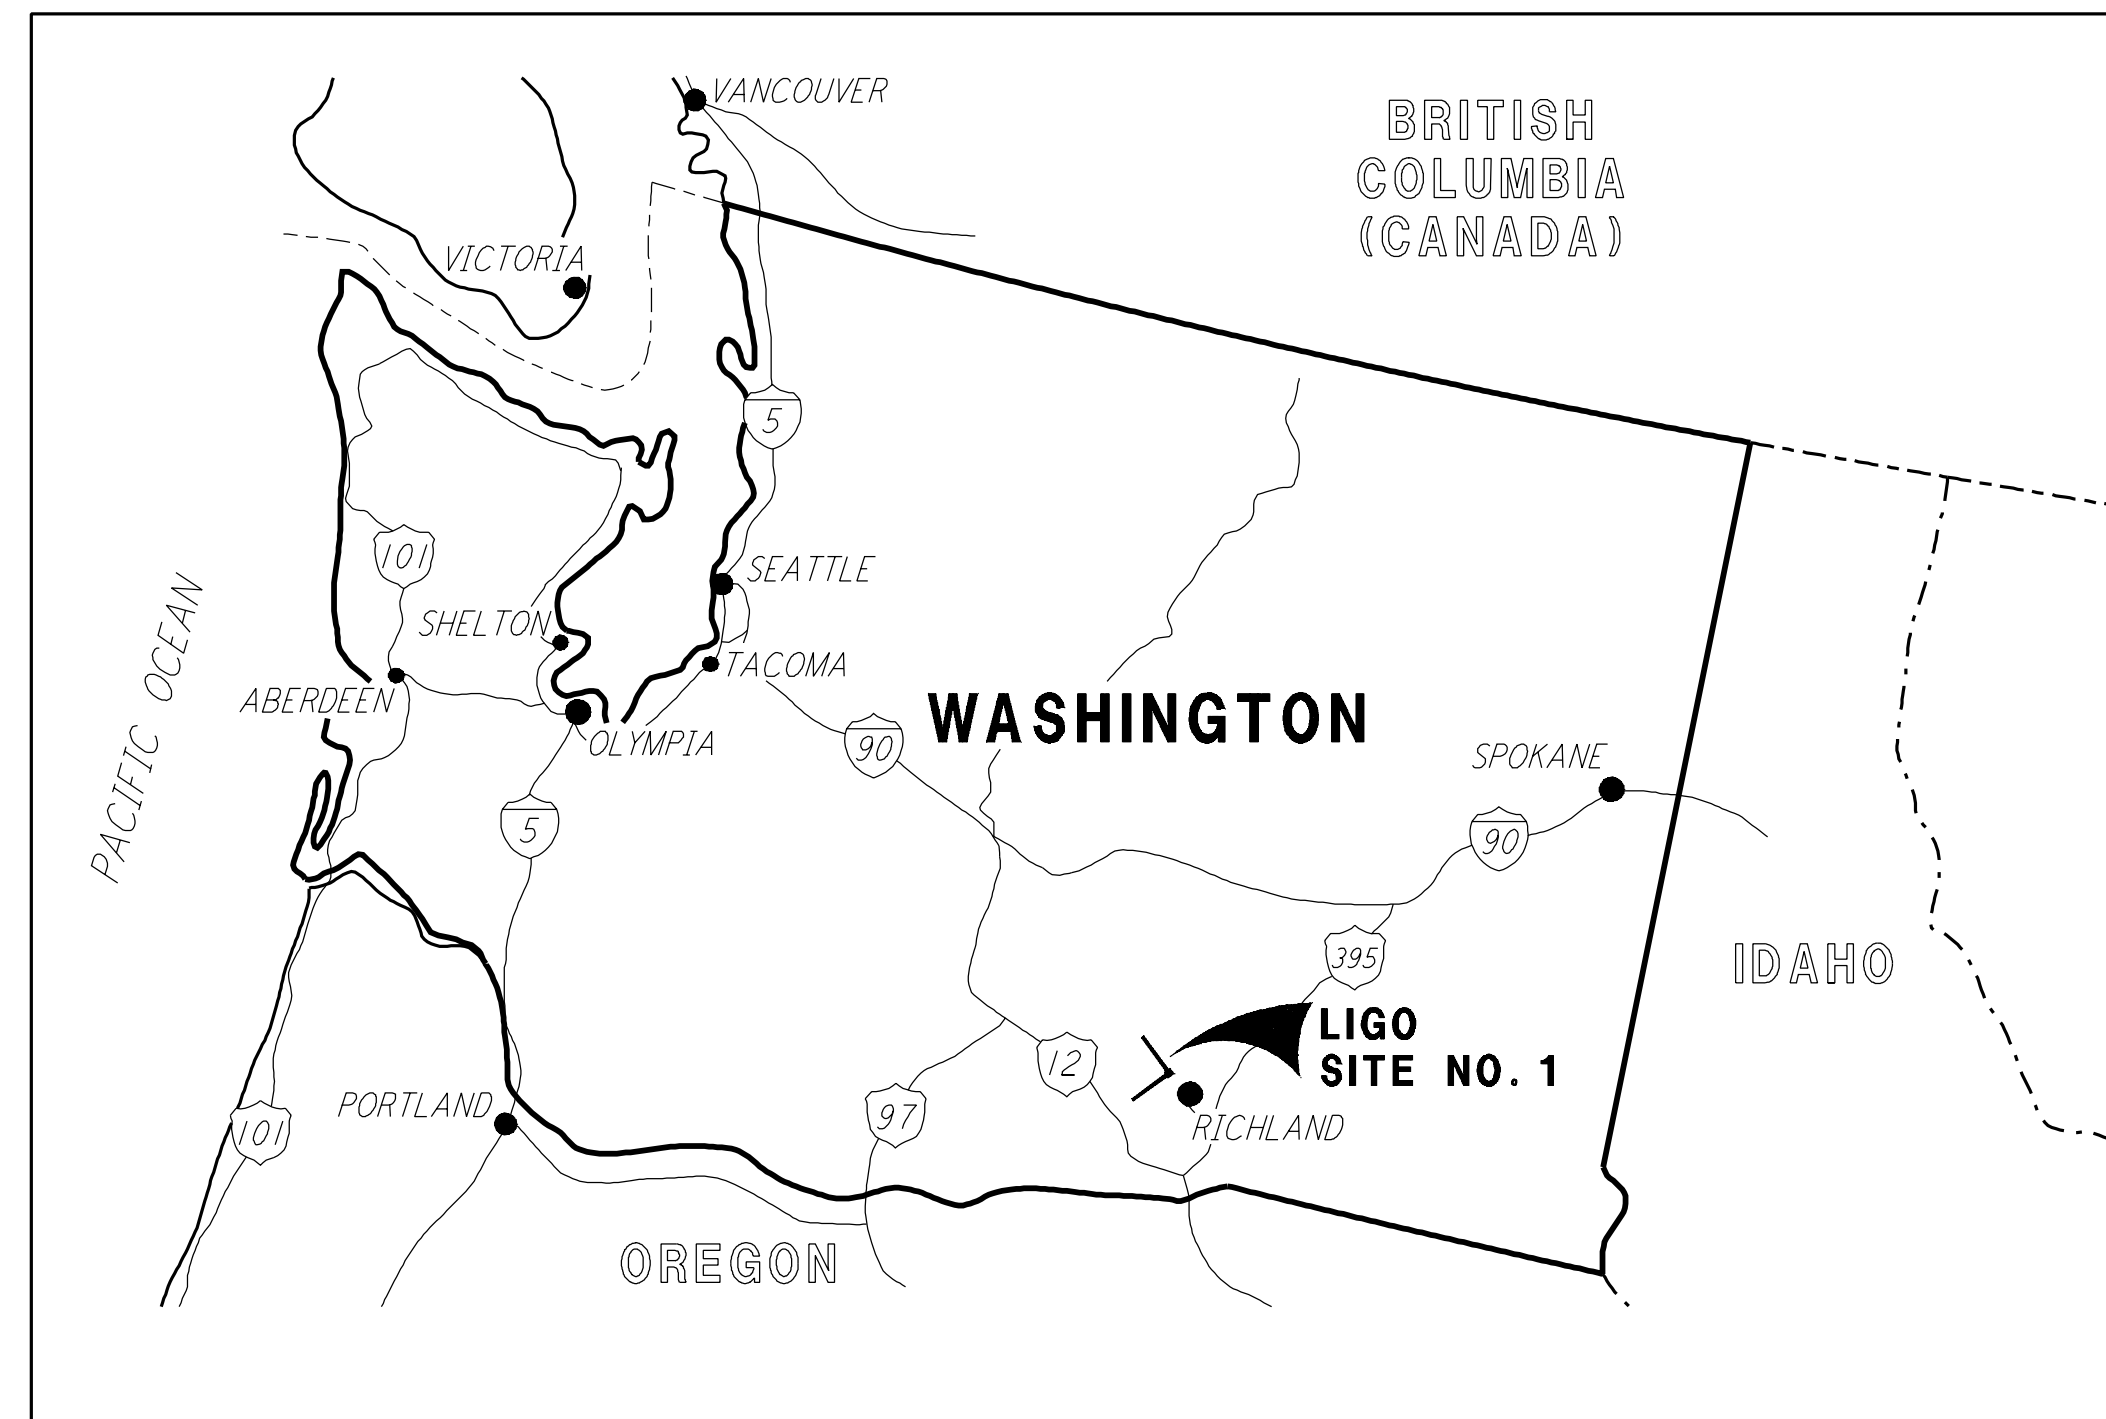 VANCOUVER
BRITISH
COLUMBIA
(CANADA)
VICTORIA
5
101
SEATTLE
SHELTON
TACOMA
PACIFIC OCEAN
ABERDEEN
OLYMPIA
WASHINGTON
90
SPOKANE
5
90
395
IDAHO
LIGO
SITE NO. 1
12
PORTLAND
97
101
RICHLAND
OREGON